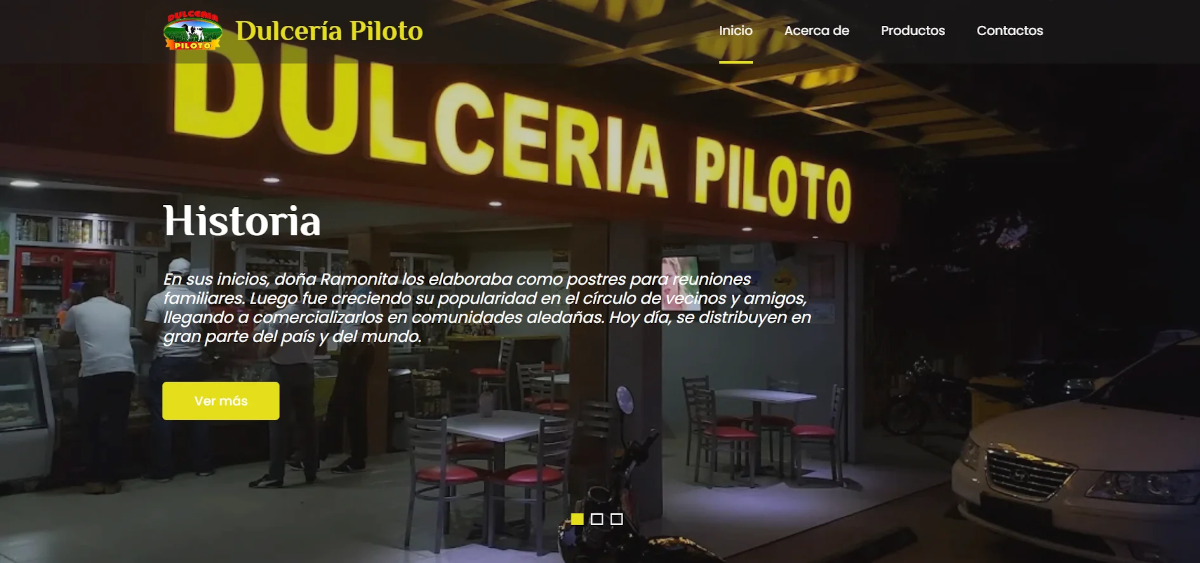 DULCERIA
PILOTO
Dulcería Piloto
Inicio
Acerca de
Productos
Contactos
DULCERIA PILOTO
Historia
En sus inicios, doña Ramonita los elaboraba como postres para reuniones
familiares. Luego fue creciendo su popularidad en el círculo de vecinos y amigos,
llegando a comercializarlos en comunidades aledañas. Hoy día, se distribuyen en
gran parte del país y del mundo.
Ver más